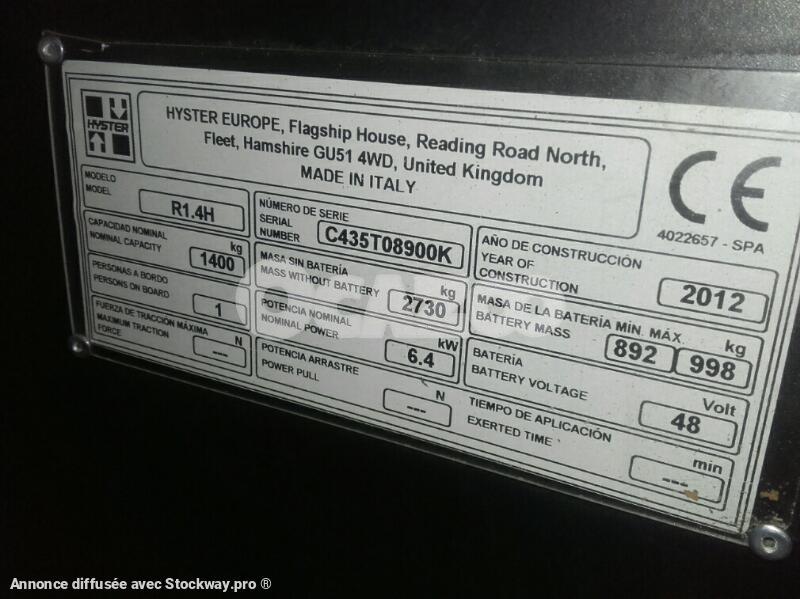 HYSTER
HYSTER EUROPE, Flagship House, Reading Road North,
Fleet, Hamshire GU51 4WD, United Kingdom
MADE IN ITALY
CE
4022657 - SPA
MODELO
MODEL
R1.4H
NÚMERO DE SERIE
SERIAL
NUMBER
C435T08900K
AÑO DE CONSTRUCCIÓN
YEAR OF
CONSTRUCTION
2012
CAPACIDAD NOMINAL
NOMINAL CAPACITY
kg
1400
MASA SIN BATERÍA
MASS WITHOUT BATTERY
kg
2730
MASA DE LA BATERÍA MÍN. MÁX.
BATTERY MASS
kg
892
998
PERSONAS A BORDO
PERSONS ON BOARD
1
POTENCIA NOMINAL
NOMINAL POWER
kW
6.4
BATERÍA
BATTERY VOLTAGE
Volt
48
FUERZA DE TRACCIÓN MÁXIMA
MAXIMUM TRACTION
FORCE
N
---
POTENCIA ARRASTRE
POWER PULL
N
---
TIEMPO DE APLICACIÓN
EXERTED TIME
min
---
OCAZOO
Annonce diffusée avec Stockway.pro ®